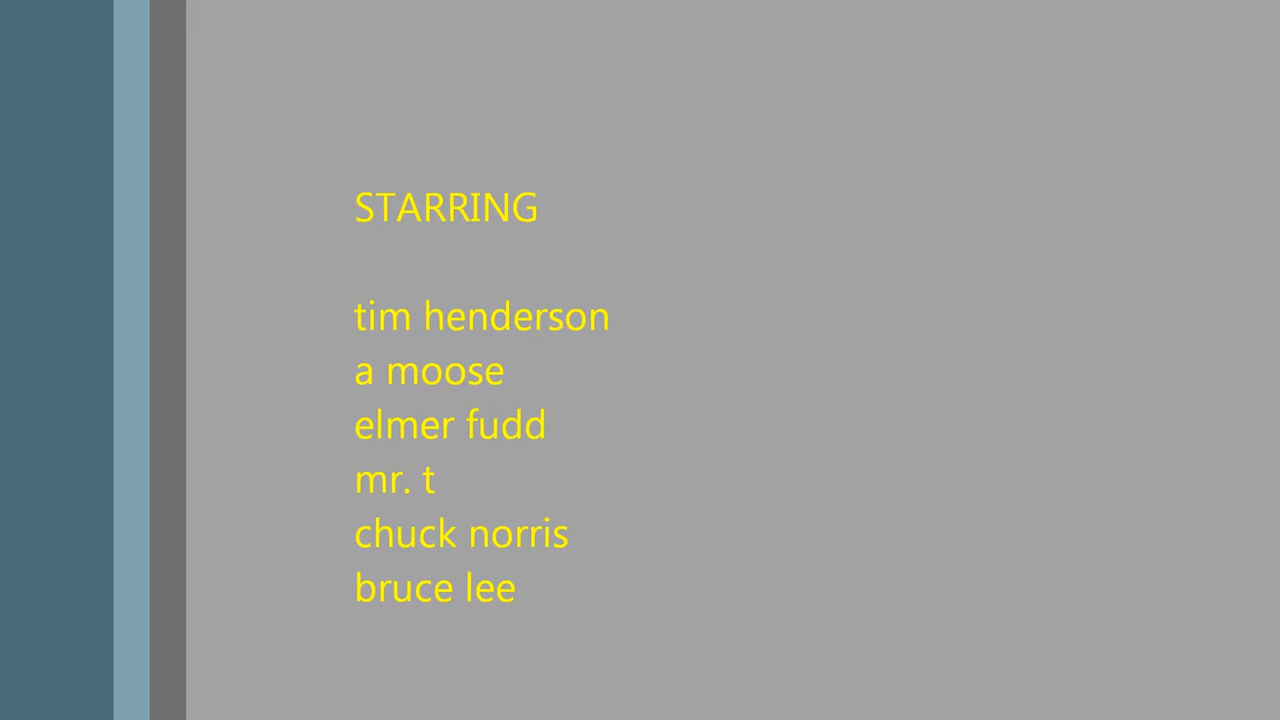 STARRING
tim henderson
a moose
elmer fudd
mr. t
chuck norris
bruce lee